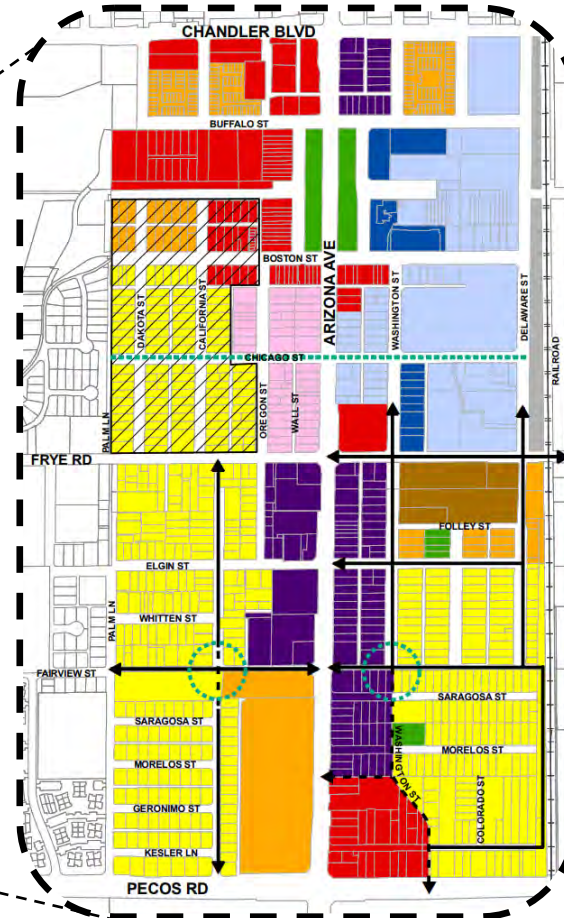 CHANDLER BLVD
BUFFALO ST
BOSTON ST
ARIZONA AVE
DAKOTA ST
CALIFORNIA ST
WASHINGTON ST
DELAWARE ST
RAILROAD
CHICAGO ST
OREGON ST
WALL ST
PALM LN
FRYE RD
FOLLEY ST
ELGIN ST
PALM LN
WHITTEN ST
FAIRVIEW ST
SARAGOSA ST
SARAGOSA ST
WASHINGTON ST
MORELOS ST
MORELOS ST
COLORADO ST
GERONIMO ST
KESLER LN
PECOS RD